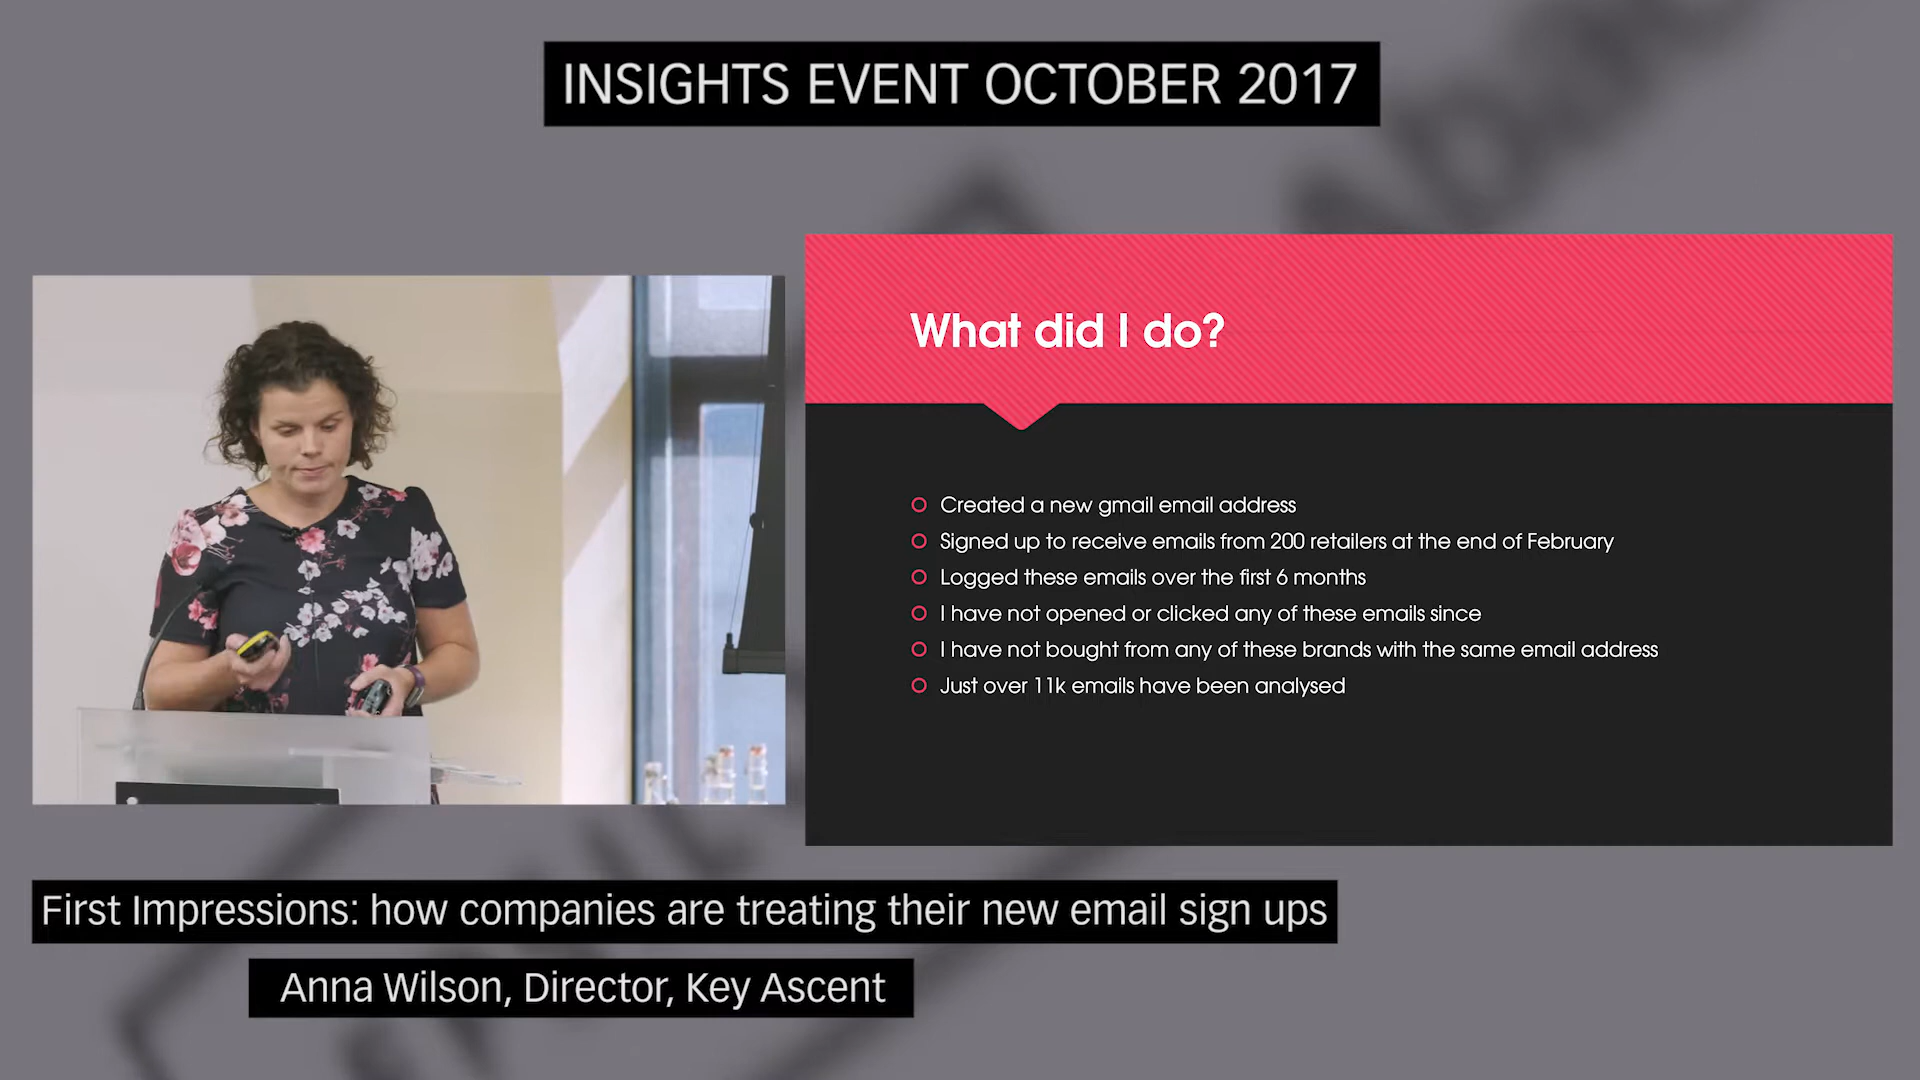 INSIGHTS EVENT OCTOBER 2017
What did I do?
Created a new gmail email address
Signed up to receive emails from 200 retailers at the end of February
Logged these emails over the first 6 months
I have not opened or clicked any of these emails since
I have not bought from any of these brands with the same email address
Just over 11k emails have been analysed
First Impressions: how companies are treating their new email sign ups
Anna Wilson, Director, Key Ascent